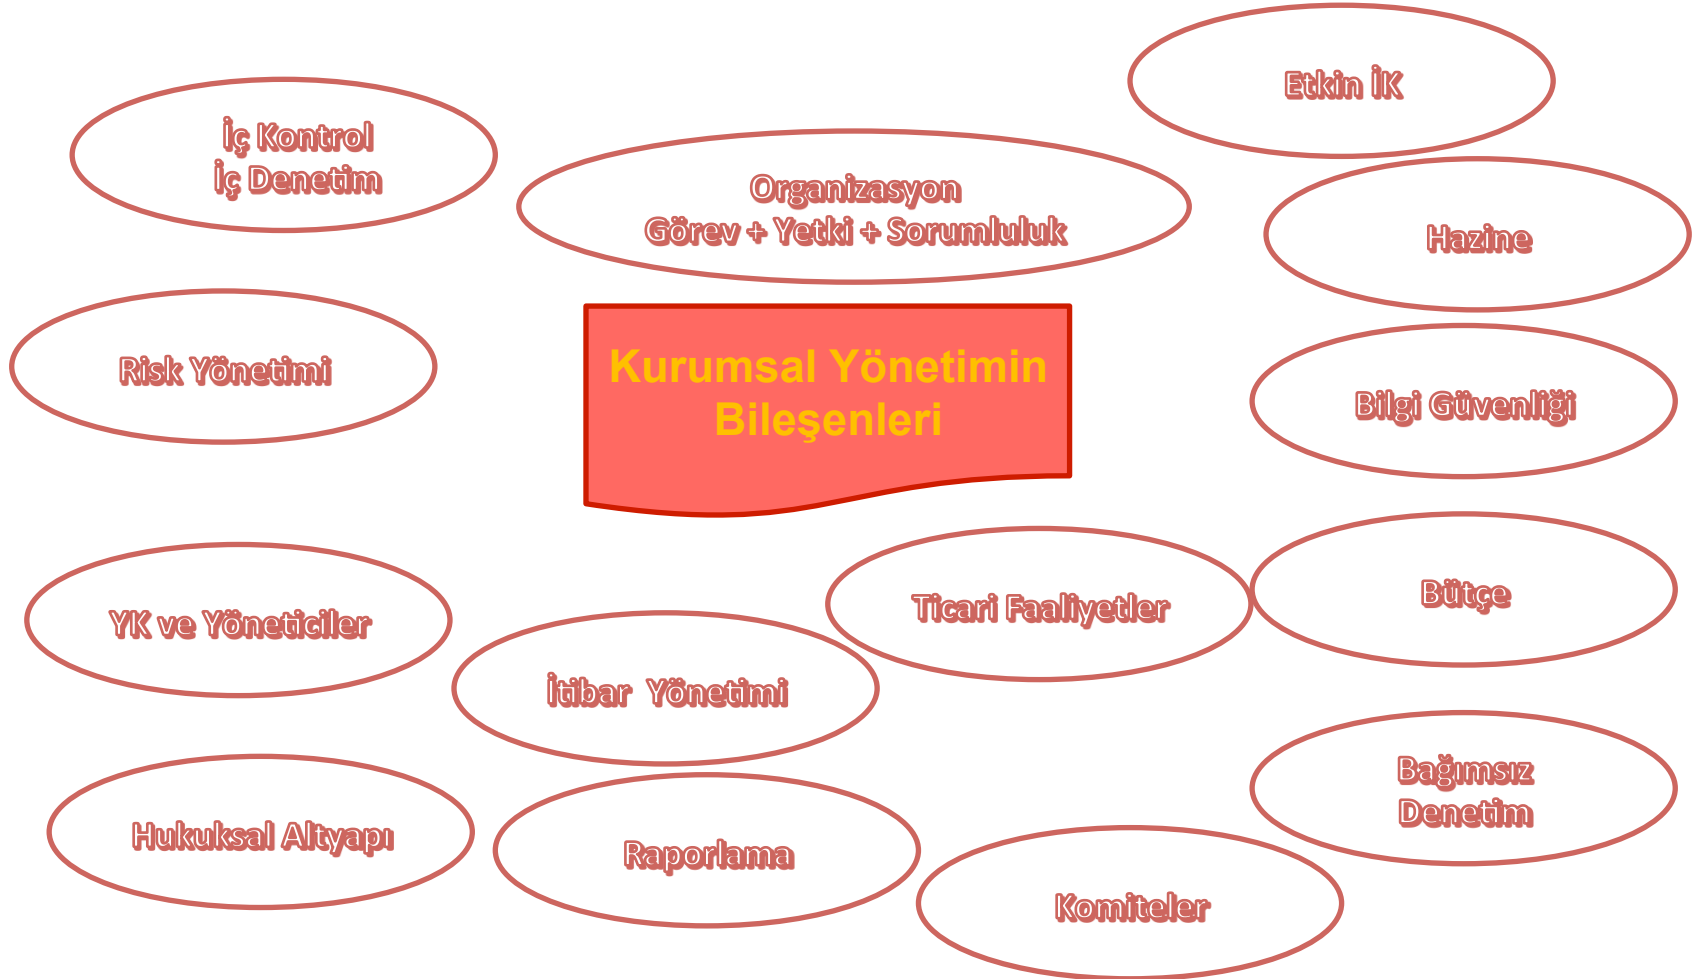 Etkin İK
İç Kontrol
İç Denetim
Organizasyon
Görev + Yetki + Sorumluluk
Hazine
Risk Yönetimi
Kurumsal Yönetimin
Bileşenleri
Bilgi Güvenliği
YK ve Yöneticiler
Ticari Faaliyetler
Bütçe
İtibar  Yönetimi
Bağımsız
Denetim
Hukuksal Altyapı
Raporlama
Komiteler